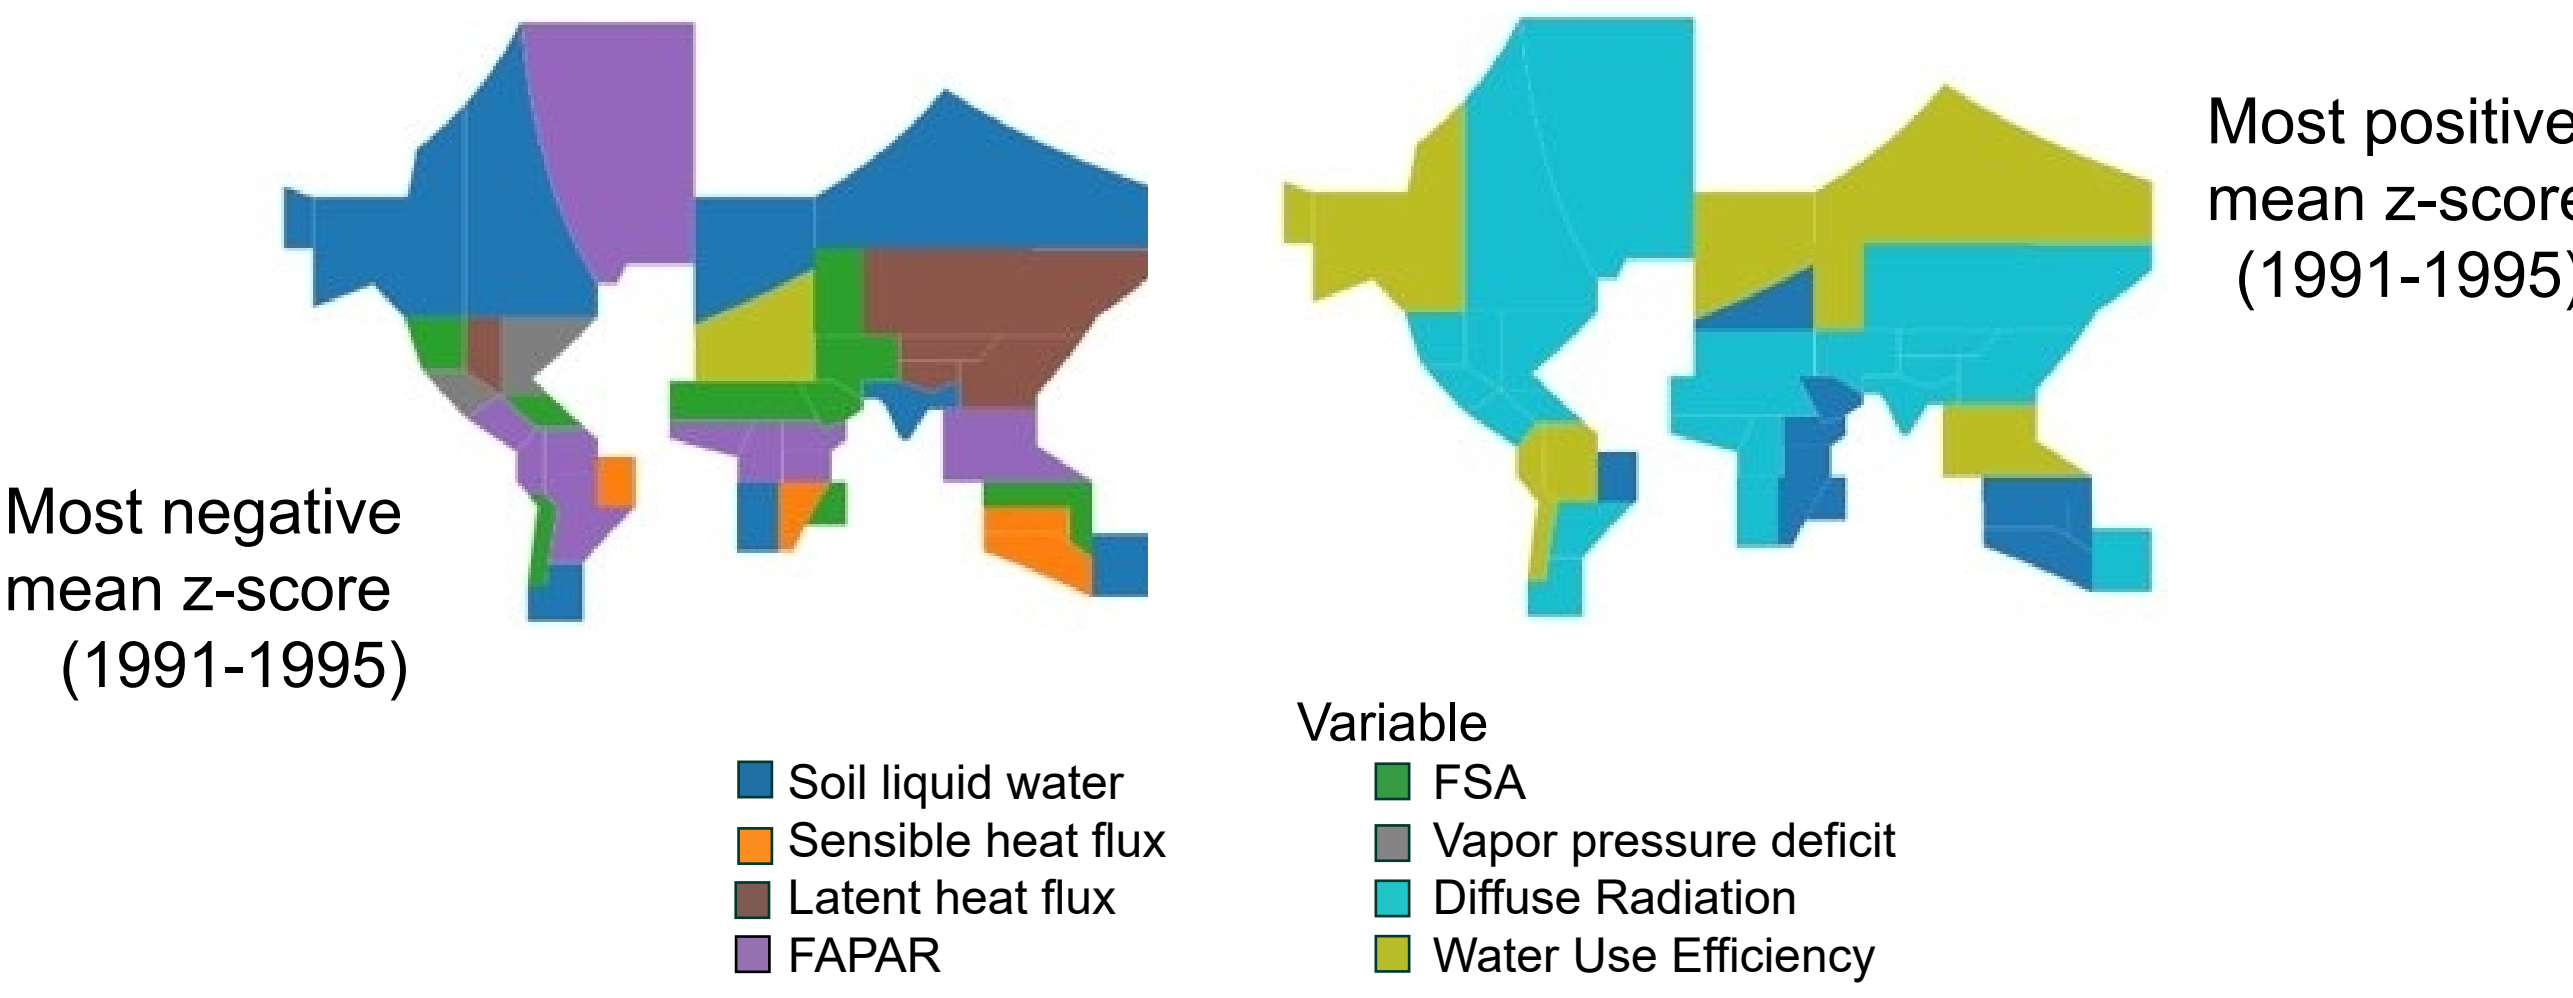 Most negative
mean z-score
(1991-1995)
Most positive
mean z-score
(1991-1995)
Soil liquid water
Sensible heat flux
Latent heat flux
FAPAR
Variable
FSA
Vapor pressure deficit
Diffuse Radiation
Water Use Efficiency